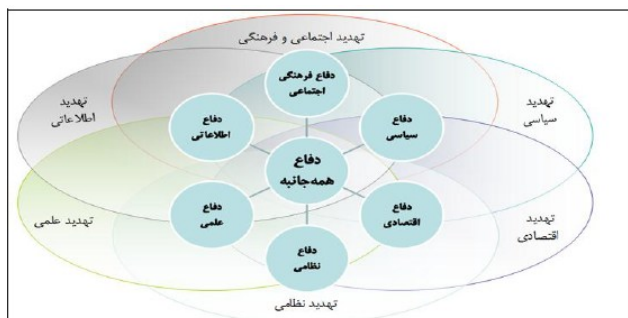 تهدید اجتماعی و فرهنگی
دفاع فرهنگی
اجتماعی
تهدید
سیاسی
دفاع
سیاسی
تهدید
اطلاعاتی
دفاع
اطلاعاتی
دفاع
همه‌جانبه
تهدید
اقتصادی
دفاع
اقتصادی
دفاع
علمی
تهدید علمی
دفاع
نظامی
تهدید نظامی